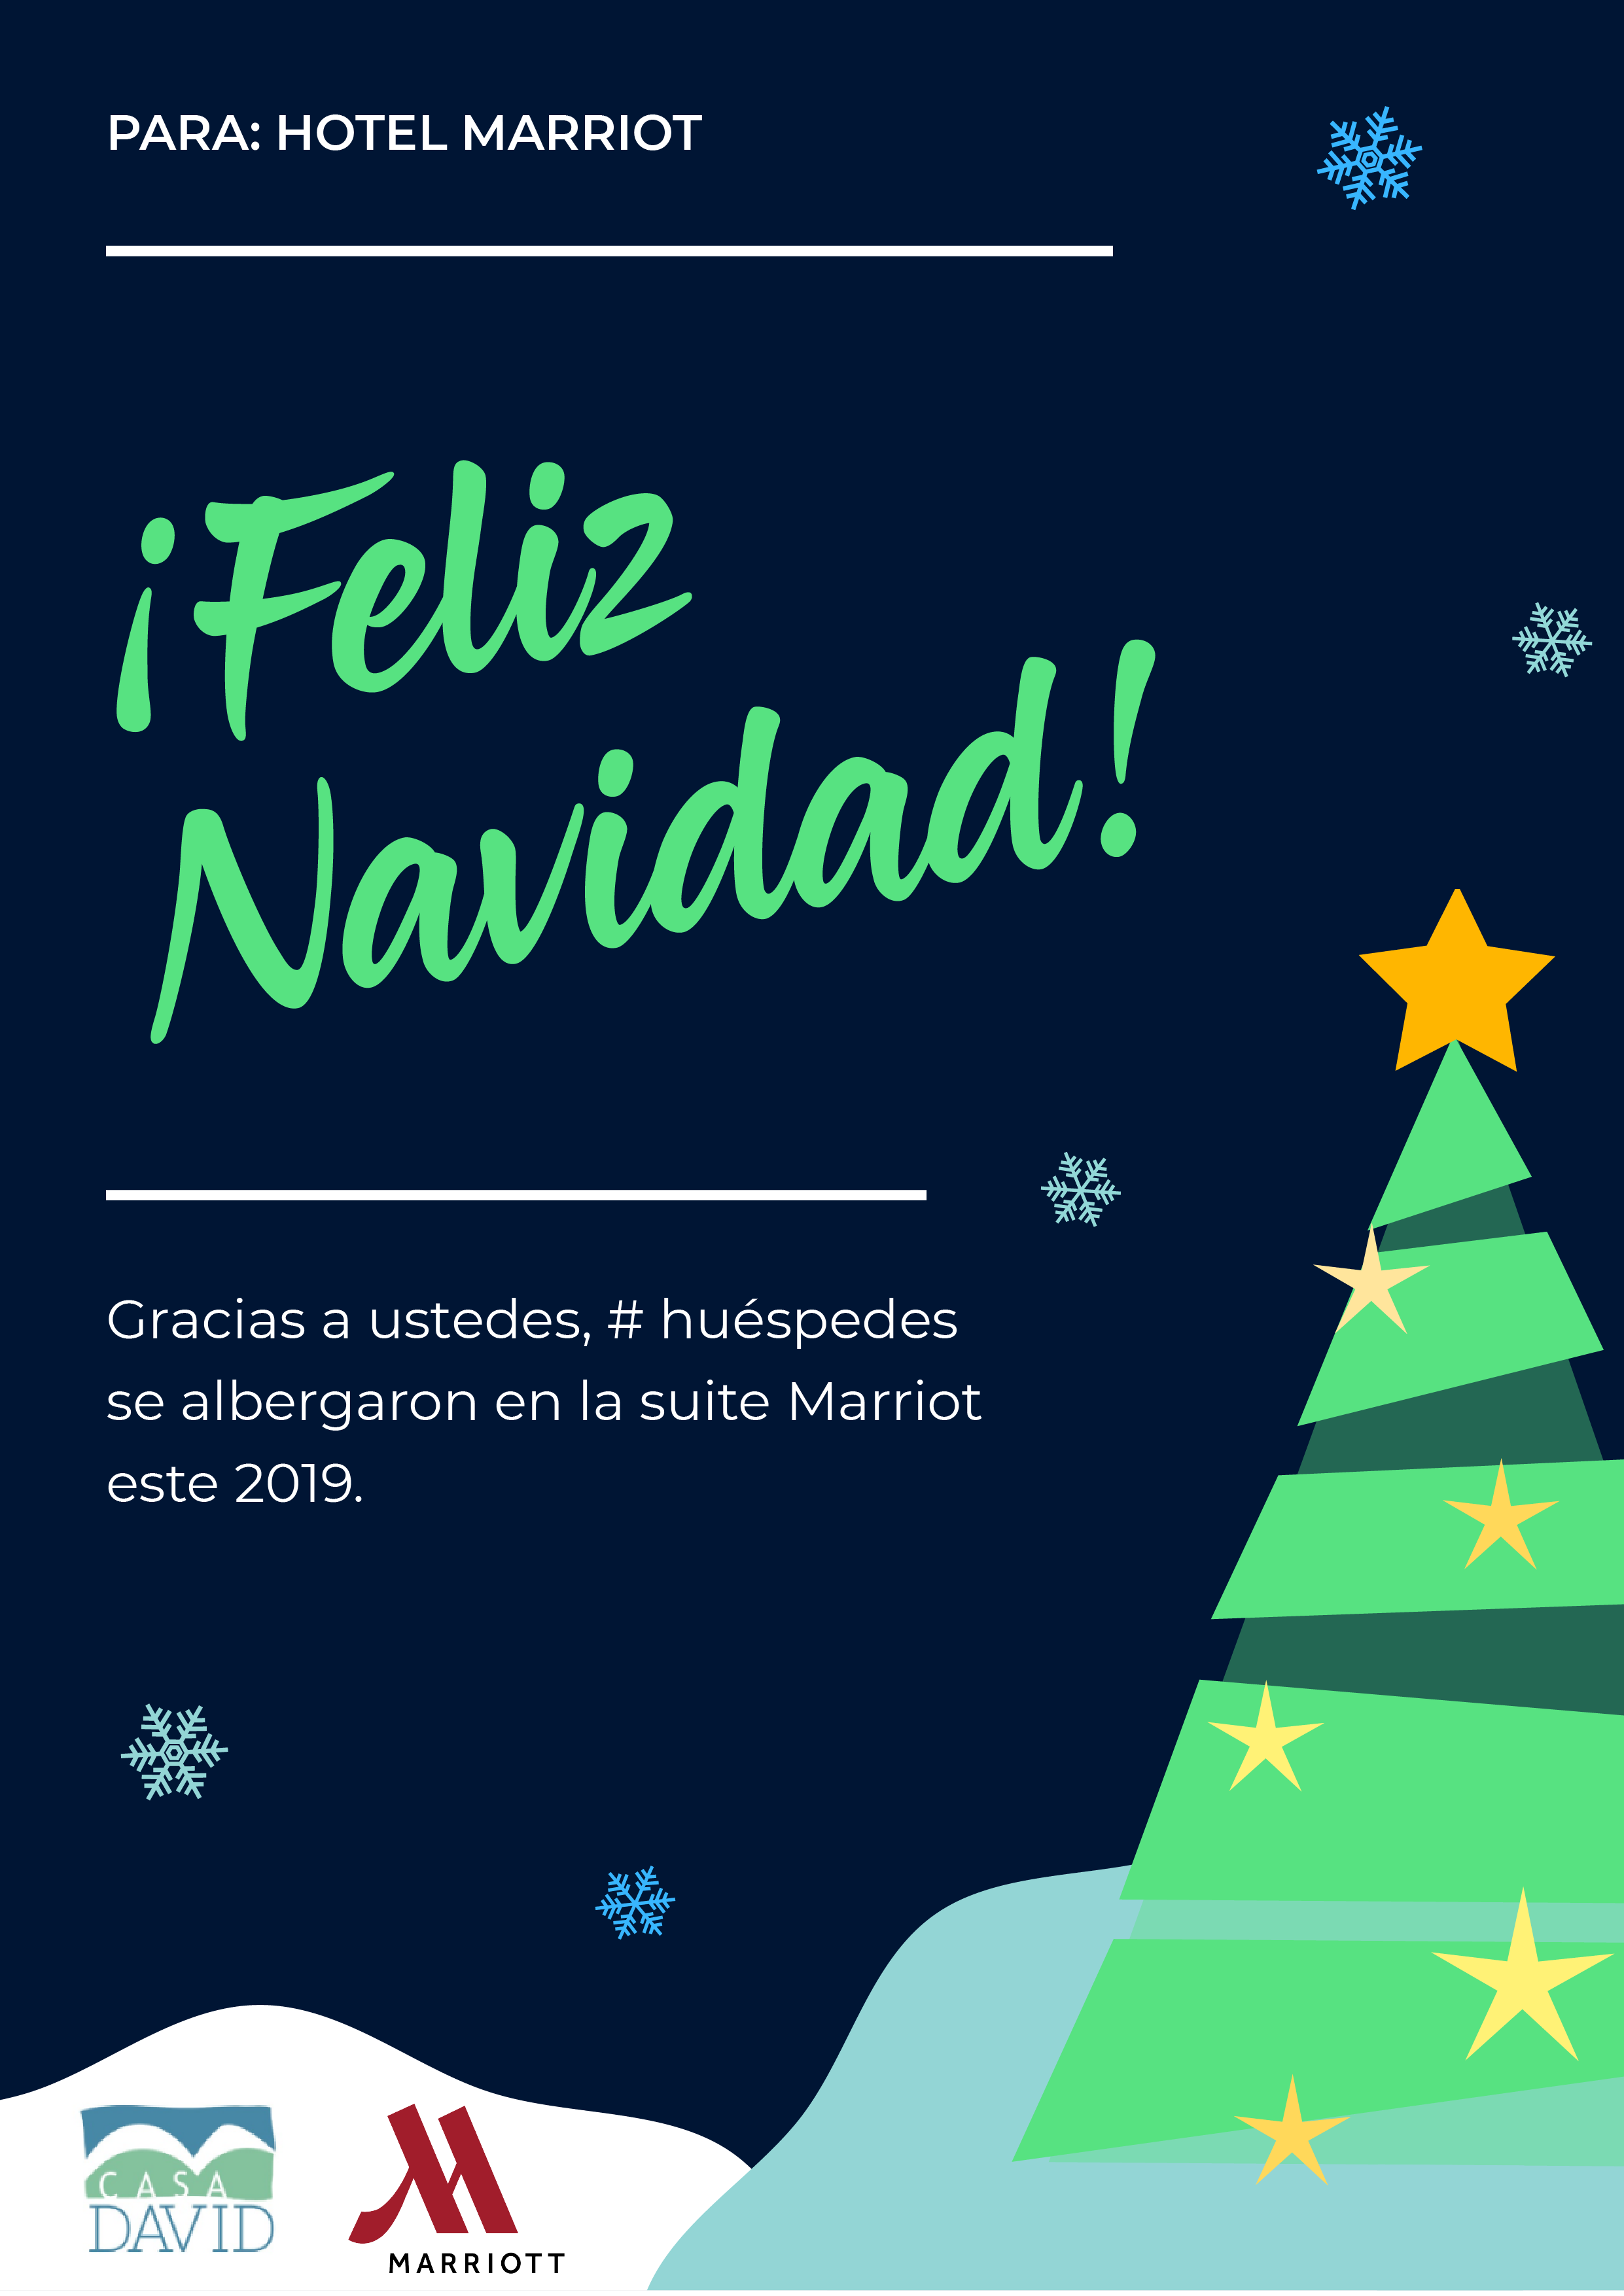 PARA: HOTEL MARRIOT
¡Feliz
Navidad!
Gracias a ustedes, # huéspedes
se albergaron en la suite Marriot
este 2019.
CASA
DAVID
MARRIOTT